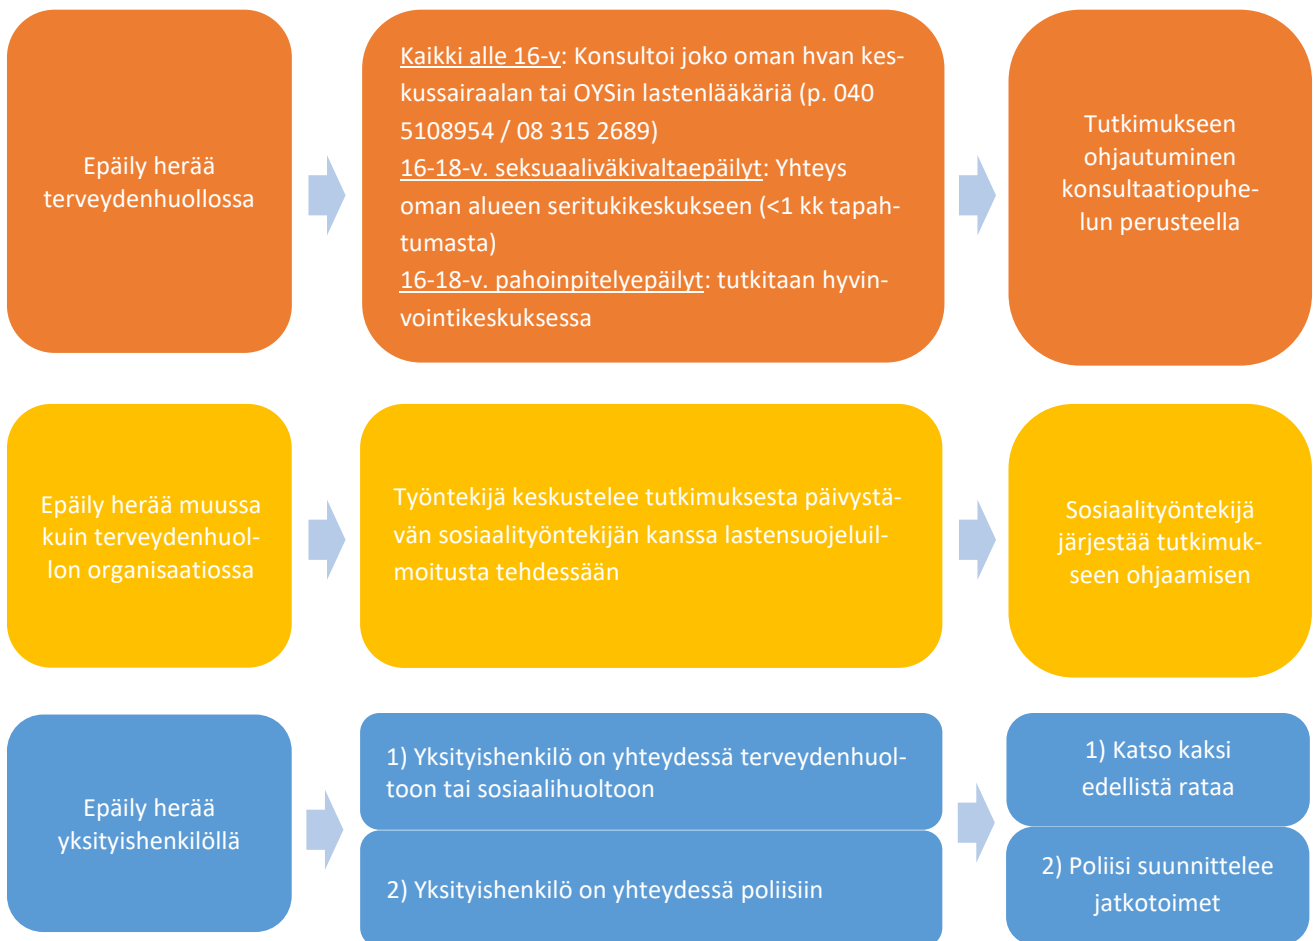 Epäily herää
terveydenhuollossa
Kaikki alle 16-v: Konsultoi joko oman hvan kes-
kussairaalan tai OYSin lastenlääkäriä (p. 040
5108954 / 08 315 2689)
16-18-v. seksuaaliväkivaltaepäilyt: Yhteys
oman alueen seritukikeskukseen (<1 kk tapah-
tumasta)
16-18-v. pahoinpitelyepäilyt: tutkitaan hyvin-
vointikeskuksessa
Tutkimukseen
ohjautuminen
konsultaatiopuhe-
lun perusteella
Epäily herää muussa
kuin terveydenhuol-
lon organisaatiossa
Työntekijä keskustelee tutkimuksesta päivystä-
vän sosiaalityöntekijän kanssa lastensuojeluil-
moitusta tehdessään
Sosiaalityöntekijä
järjestää tutkimuk-
seen ohjaamisen
Epäily herää
yksityishenkilöllä
1) Yksityishenkilö on yhteydessä terveydenhuol-
toon tai sosiaalihuoltoon
2) Yksityishenkilö on yhteydessä poliisiin
1) Katso kaksi
edellistä rataa
2) Poliisi suunnittelee
jatkotoimet